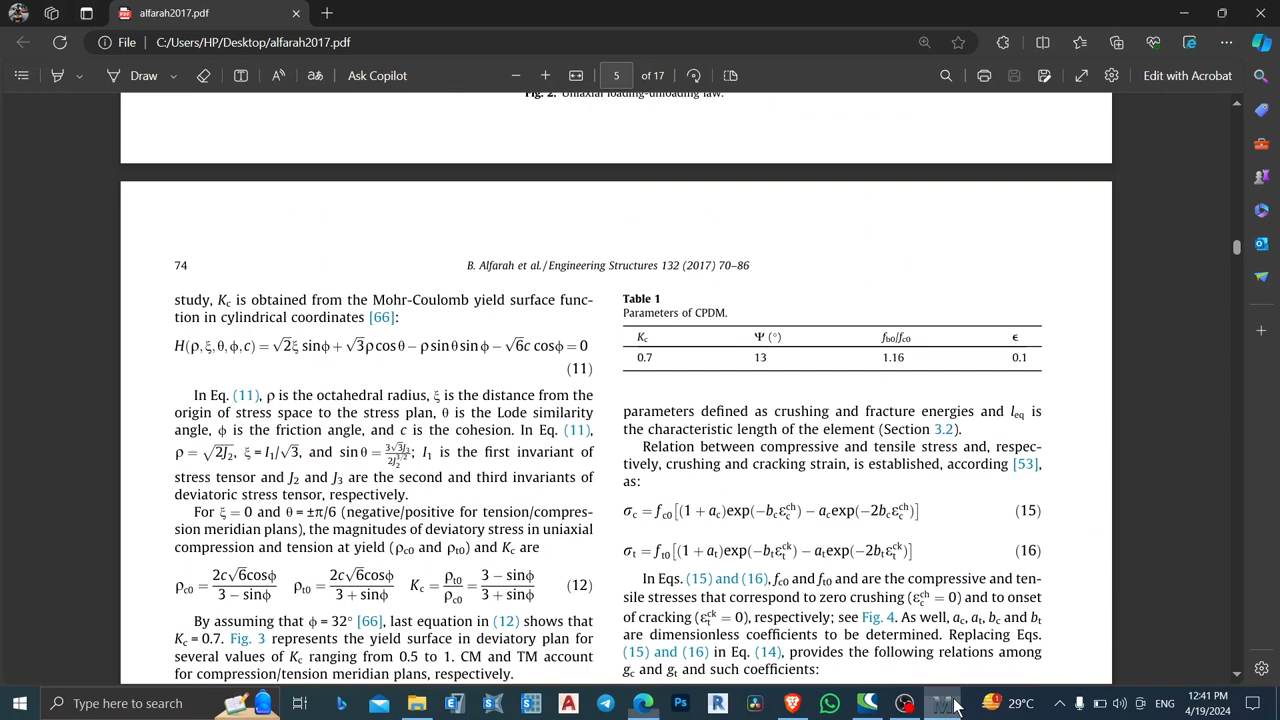 alfarah2017.pdf
File C:/Users/HP/Desktop/alfarah2017.pdf
Draw Ask Copilot 5 of 17 Edit with Acrobat
Fig. 2. Uniaxial loading-unloading law.
74 B. Alfarah et al. / Engineering Structures 132 (2017) 70–86
study, Kc is obtained from the Mohr-Coulomb yield surface func-
tion in cylindrical coordinates [66]:
H(ρ, ξ, θ, ϕ, c) = √2ξ sinϕ + √3ρ cosθ − ρ sinθ sinϕ − √6c cosϕ = 0
(11)
In Eq. (11), ρ is the octahedral radius, ξ is the distance from the
origin of stress space to the stress plan, θ is the Lode similarity
angle, ϕ is the friction angle, and c is the cohesion. In Eq. (11),
ρ = √2J2, ξ = I1/√3, and sin θ = 3√3J3/2J2^3/2; I1 is the first invariant of
stress tensor and J2 and J3 are the second and third invariants of
deviatoric stress tensor, respectively.
For ξ = 0 and θ = ±π/6 (negative/positive for tension/compres-
sion meridian plans), the magnitudes of deviatory stress in uniaxial
compression and tension at yield (ρc0 and ρt0) and Kc are
ρc0 = 2c√6cosϕ / 3 − sinϕ ρt0 = 2c√6cosϕ / 3 + sinϕ Kc = ρt0 / ρc0 = 3 − sinϕ / 3 + sinϕ (12)
By assuming that ϕ = 32° [66], last equation in (12) shows that
Kc = 0.7. Fig. 3 represents the yield surface in deviatory plan for
several values of Kc ranging from 0.5 to 1. CM and TM account
for compression/tension meridian plans, respectively.
Table 1
Parameters of CPDM.
Kc Ψ (°) fb0/fc0 ϵ
0.7 13 1.16 0.1
parameters defined as crushing and fracture energies and leq is
the characteristic length of the element (Section 3.2).
Relation between compressive and tensile stress and, respec-
tively, crushing and cracking strain, is established, according [53],
as:
σc = fc0[(1 + ac)exp(−bcεc^ch) − acexp(−2bcεc^ch)] (15)
σt = ft0[(1 + at)exp(−btεt^ck) − atexp(−2btεt^ck)] (16)
In Eqs. (15) and (16), fc0 and ft0 and are the compressive and ten-
sile stresses that correspond to zero crushing (εc^ch = 0) and to onset
of cracking (εt^ck = 0), respectively; see Fig. 4. As well, ac, at, bc and bt
are dimensionless coefficients to be determined. Replacing Eqs.
(15) and (16) in Eq. (14), provides the following relations among
gc and gt and such coefficients:
Type here to search
29°C ENG
12:41 PM
4/19/2024